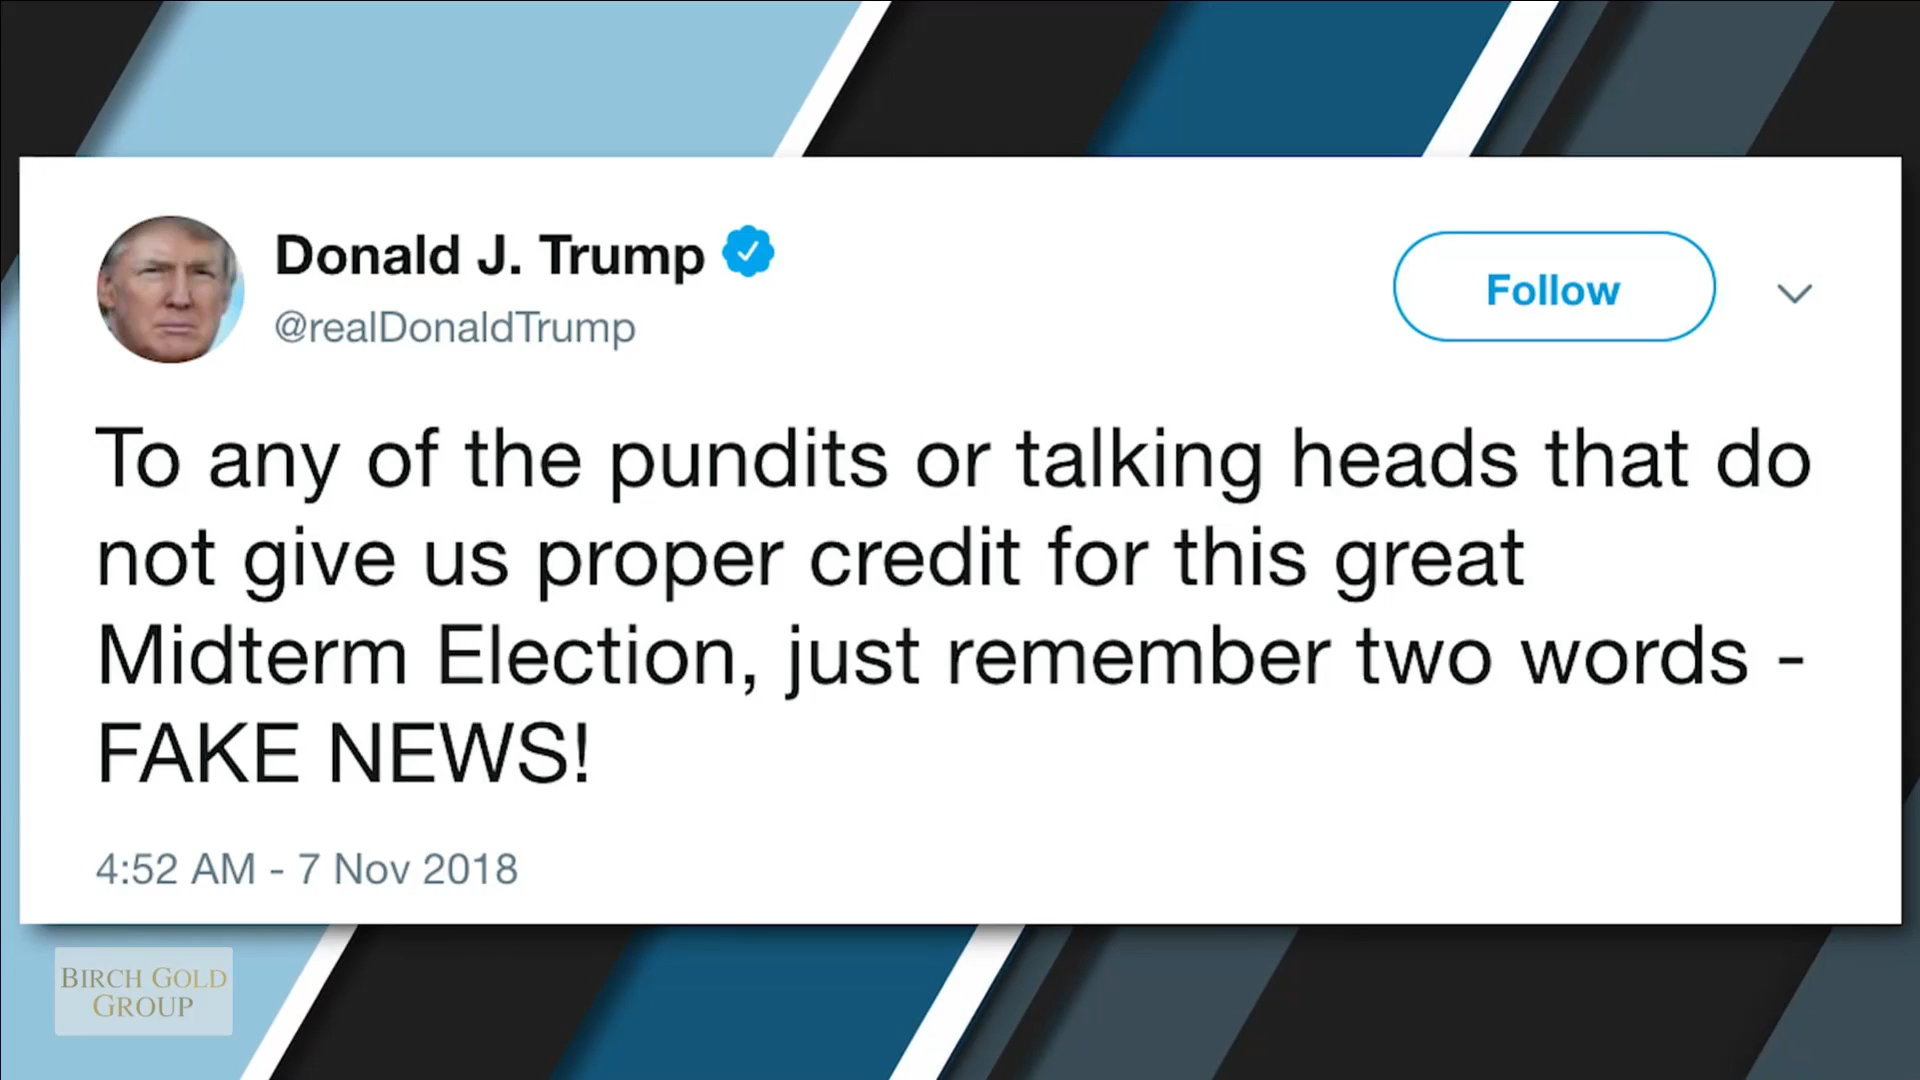 Donald J. Trump
@realDonaldTrump
Follow
To any of the pundits or talking heads that do
not give us proper credit for this great
Midterm Election, just remember two words -
FAKE NEWS!
4:52 AM - 7 Nov 2018
BIRCH GOLD
GROUP